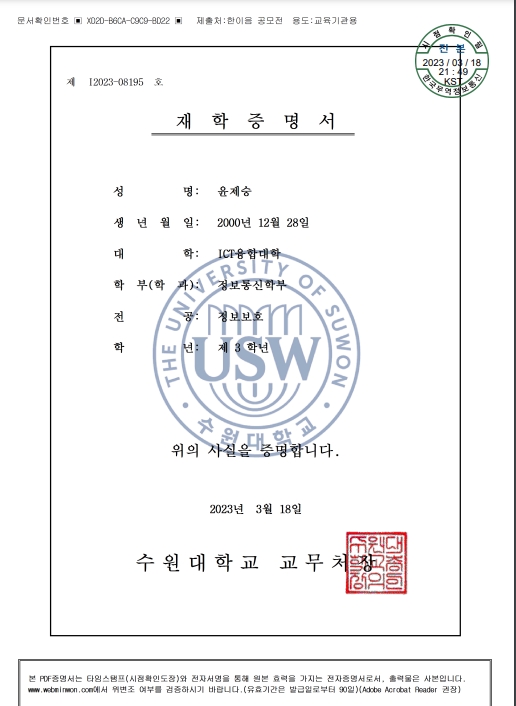 문서확인번호 ▣ XD2D-B6CA-C9C9-BD22 ▣ 제출처:한이음 공모전 용도:교육기관용
시점확인필
진본
2023/03/18
21:49
KST
한국무역정보통신
제 I2023-08195 호
재 학 증 명 서
성 명: 윤제승
생 년 월 일: 2000년 12월 28일
대 학: ICT융합대학
학 부(학 과): 정보통신학부
전 공: 정보보호
학 년: 제 3 학년
THE UNIVERSITY OF SUWON
USW
수원대학교
위의 사실을 증명합니다.
2023년 3월 18일
수원대학교 교무처장
본 PDF증명서는 타임스탬프(시점확인도장)와 전자서명을 통해 원본 효력을 가지는 전자증명서로서, 출력물은 사본입니다.
www.webminwon.com에서 위변조 여부를 검증하시기 바랍니다.(유효기간은 발급일로부터 90일)(Adobe Acrobat Reader 권장)